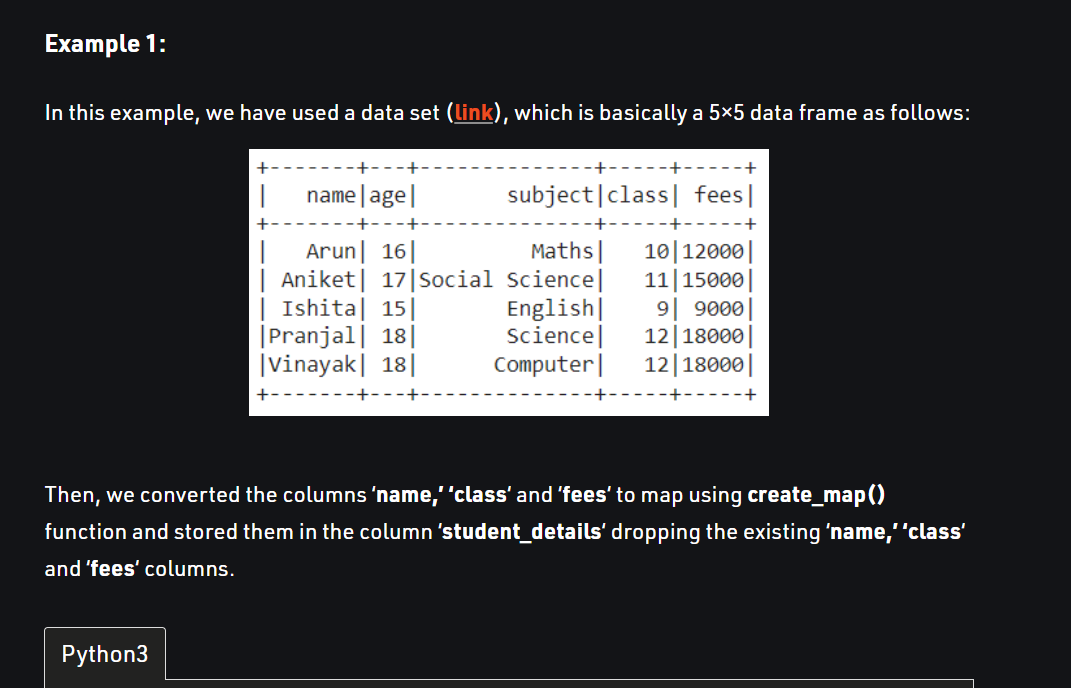 Example 1:
In this example, we have used a data set (link), which is basically a 5×5 data frame as follows:
+-------+---+--------------+-----+-----+
|   name|age|       subject|class| fees|
+-------+---+--------------+-----+-----+
|   Arun| 16|         Maths|   10|12000|
| Aniket| 17|Social Science|   11|15000|
| Ishita| 15|       English|    9| 9000|
|Pranjal| 18|       Science|   12|18000|
|Vinayak| 18|      Computer|   12|18000|
+-------+---+--------------+-----+-----+
Then, we converted the columns ‘name,’ ‘class‘ and ‘fees‘ to map using create_map()
function and stored them in the column ‘student_details‘ dropping the existing ‘name,’ ‘class‘
and ‘fees‘ columns.
Python3